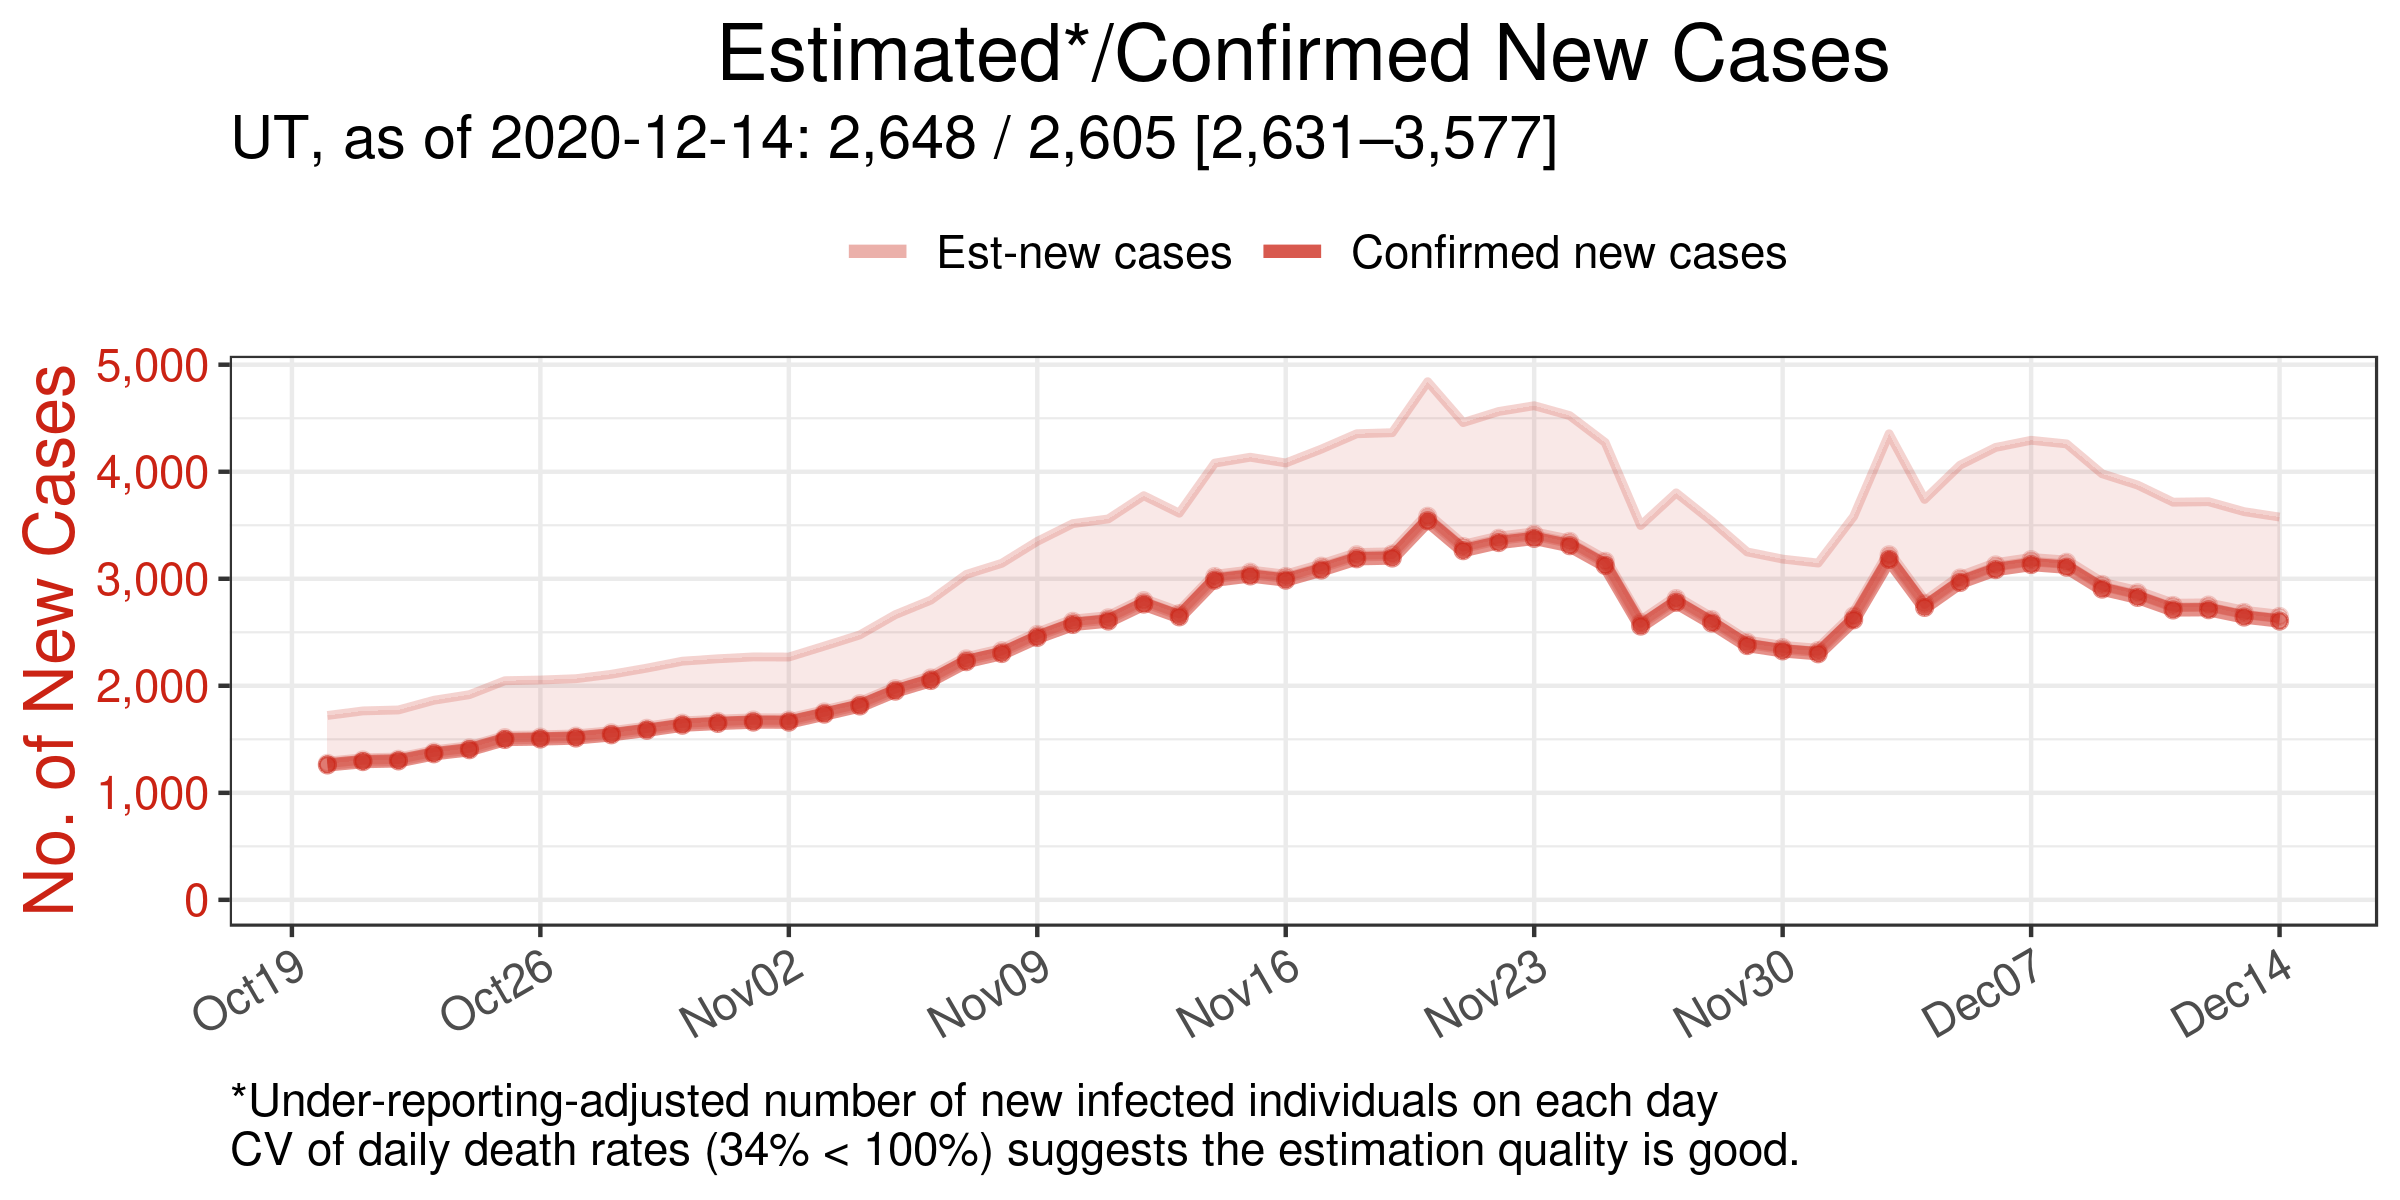 Estimated*/Confirmed New Cases
UT, as of 2020-12-14: 2,648 / 2,605 [2,631–3,577]
Est-new cases
Confirmed new cases
No. of New Cases
5,000
4,000
3,000
2,000
1,000
0
Oct19
Oct26
Nov02
Nov09
Nov16
Nov23
Nov30
Dec07
Dec14
*Under-reporting-adjusted number of new infected individuals on each day
CV of daily death rates (34% < 100%) suggests the estimation quality is good.